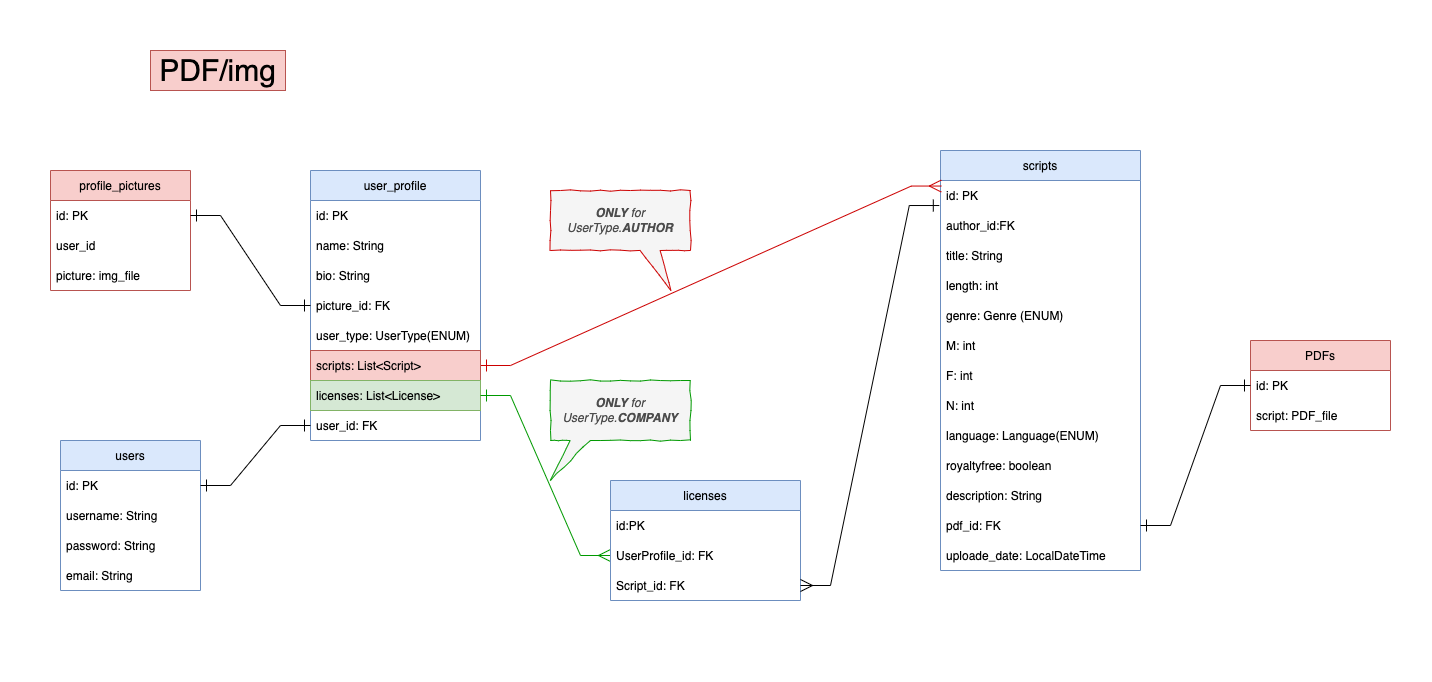 PDF/img
profile_pictures
id: PK
user_id
picture: img_file
user_profile
id: PK
name: String
bio: String
picture_id: FK
user_type: UserType(ENUM)
scripts: List<Script>
licenses: List<License>
user_id: FK
users
id: PK
username: String
password: String
email: String
ONLY for
UserType.AUTHOR
ONLY for
UserType.COMPANY
licenses
id:PK
UserProfile_id: FK
Script_id: FK
scripts
id: PK
author_id:FK
title: String
length: int
genre: Genre (ENUM)
M: int
F: int
N: int
language: Language(ENUM)
royaltyfree: boolean
description: String
pdf_id: FK
uploade_date: LocalDateTime
PDFs
id: PK
script: PDF_file